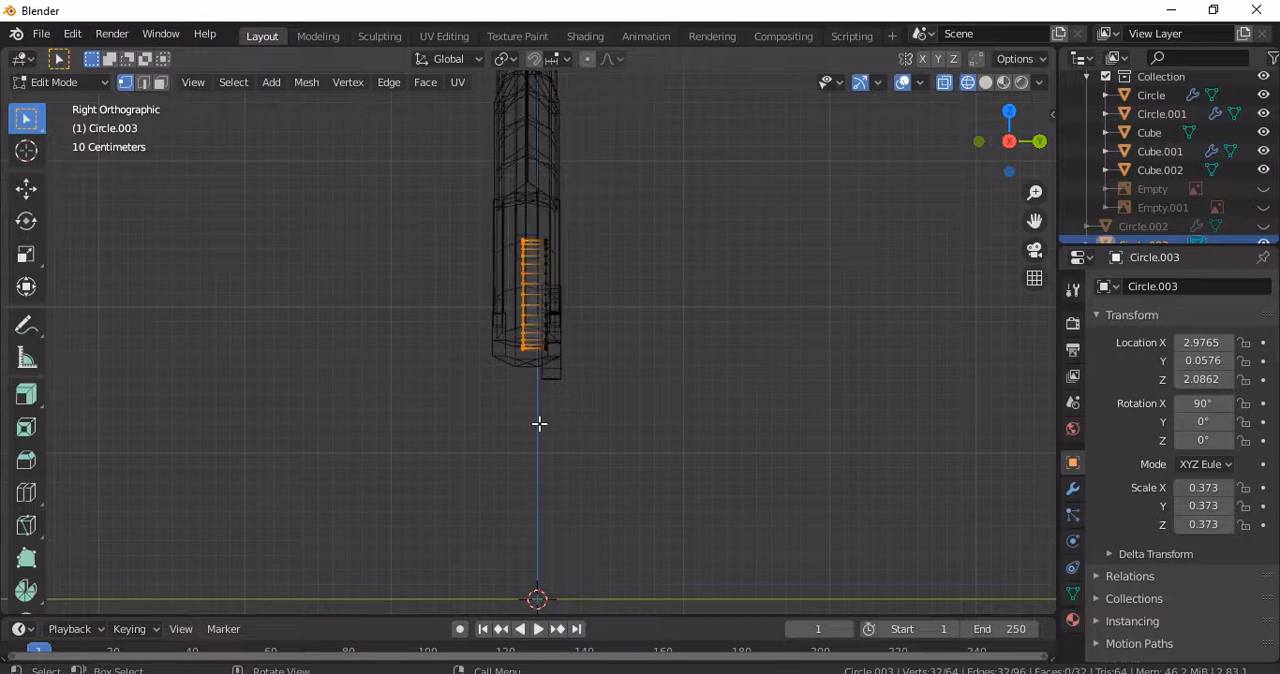 Blender
File Edit Render Window Help Layout Modeling Sculpting UV Editing Texture Paint Shading Animation Rendering Compositing Scripting + Scene View Layer
Global X Y Z Options
Edit Mode View Select Add Mesh Vertex Edge Face UV
Right Orthographic
(1) Circle.003
10 Centimeters
Z
X
Y
Collection
Circle
Circle.001
Cube
Cube.001
Cube.002
Empty
Empty.001
Circle.002
Circle.003
Circle.003
Transform
Location X 2.9765
Y 0.0576
Z 2.0862
Rotation X 90°
Y 0°
Z 0°
Mode XYZ Eule
Scale X 0.373
Y 0.373
Z 0.373
Delta Transform
Relations
Collections
Instancing
Motion Paths
Playback Keying View Marker 1 Start 1 End 250
1 20 80 100 120 140 160 180 200 220 240
Select Box Select Rotate View Call Menu Circle.003 | Verts:32/64 | Edges:32/96 | Faces:0/32 | Tris:64 | Mem: 46.2 MiB | 2.83.1